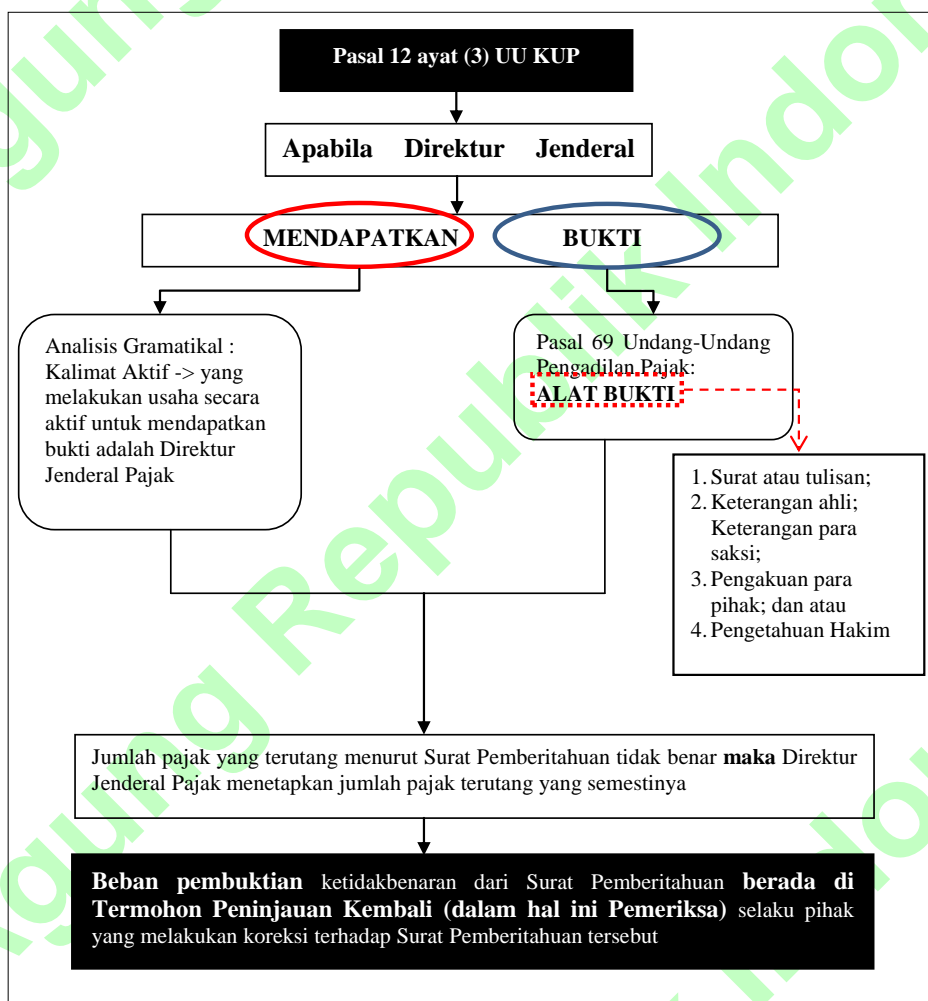 Pasal 12 ayat (3) UU KUP
Apabila Direktur Jenderal
MENDAPATKAN BUKTI
Analisis Gramatikal :
Kalimat Aktif -> yang
melakukan usaha secara
aktif untuk mendapatkan
bukti adalah Direktur
Jenderal Pajak
Pasal 69 Undang-Undang
Pengadilan Pajak:
ALAT BUKTI
1. Surat atau tulisan;
2. Keterangan ahli;
Keterangan para
saksi;
3. Pengakuan para
pihak; dan atau
4. Pengetahuan Hakim
Jumlah pajak yang terutang menurut Surat Pemberitahuan tidak benar maka Direktur
Jenderal Pajak menetapkan jumlah pajak terutang yang semestinya
Beban pembuktian ketidakbenaran dari Surat Pemberitahuan berada di
Termohon Peninjauan Kembali (dalam hal ini Pemeriksa) selaku pihak
yang melakukan koreksi terhadap Surat Pemberitahuan tersebut
Agung Republik Indonesia